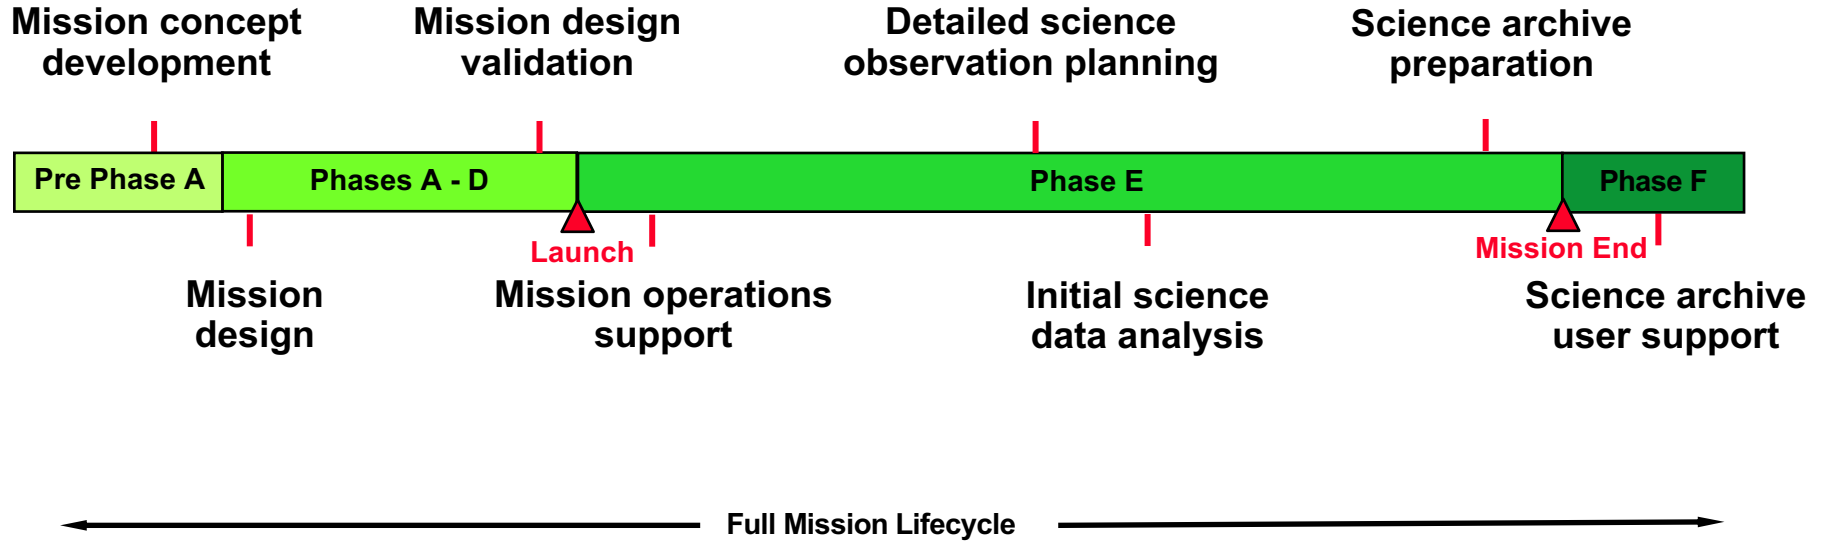 Mission concept
development
Mission design
validation
Detailed science
observation planning
Science archive
preparation
Pre Phase A
Phases A - D
Phase E
Phase F
Launch
Mission End
Mission
design
Mission operations
support
Initial science
data analysis
Science archive
user support
Full Mission Lifecycle